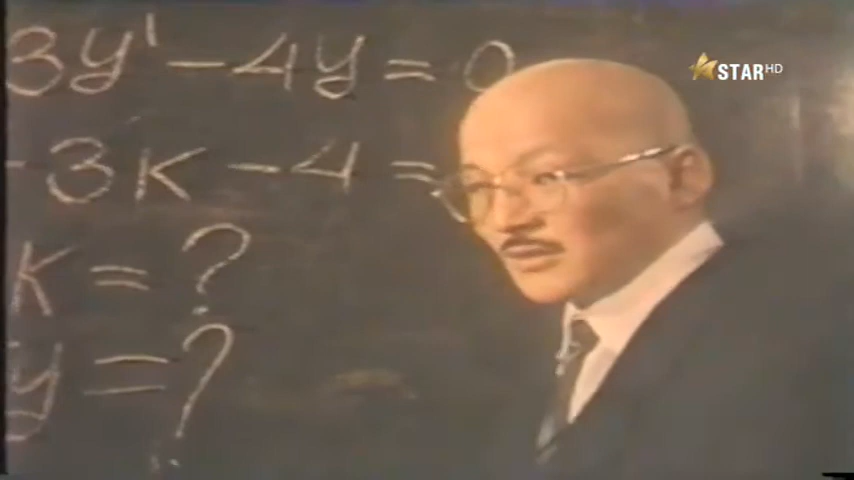 3y' - 4y = 0
STAR HD
- 3k - 4 =
k = ?
y = ?